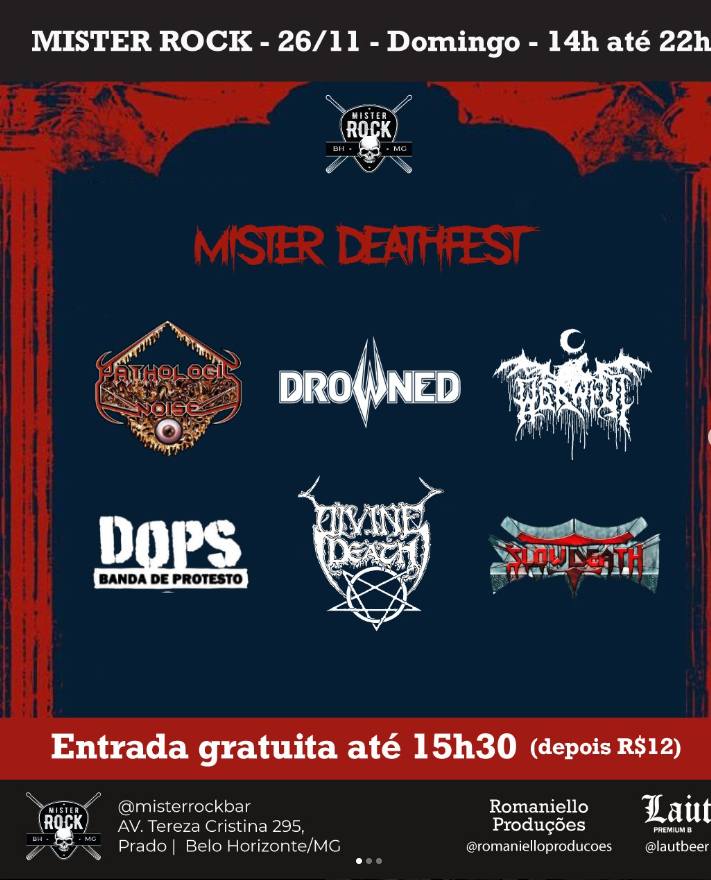 MISTER ROCK - 26/11 - Domingo - 14h até 22h
MISTER
ROCK
BH - MG
MISTER DEATHFEST
PATHOLOGIC
NOISE
DROWNED
DOPS
BANDA DE PROTESTO
DIVINE
DEATH
SLOWDEATH
Entrada gratuita até 15h30 (depois R$12)
MISTER
ROCK
BH - MG
@misterrockbar
AV. Tereza Cristina 295,
Prado | Belo Horizonte/MG
Romaniello
Produções
@romanielloproducoes
Laut
PREMIUM B
@lautbeer